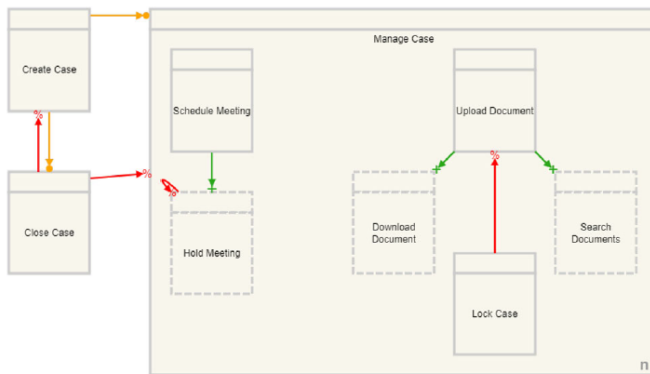 Manage Case
Create Case
Schedule Meeting
Upload Document
%
%
%
%
Close Case
Hold Meeting
Download
Document
Search
Documents
Lock Case
n